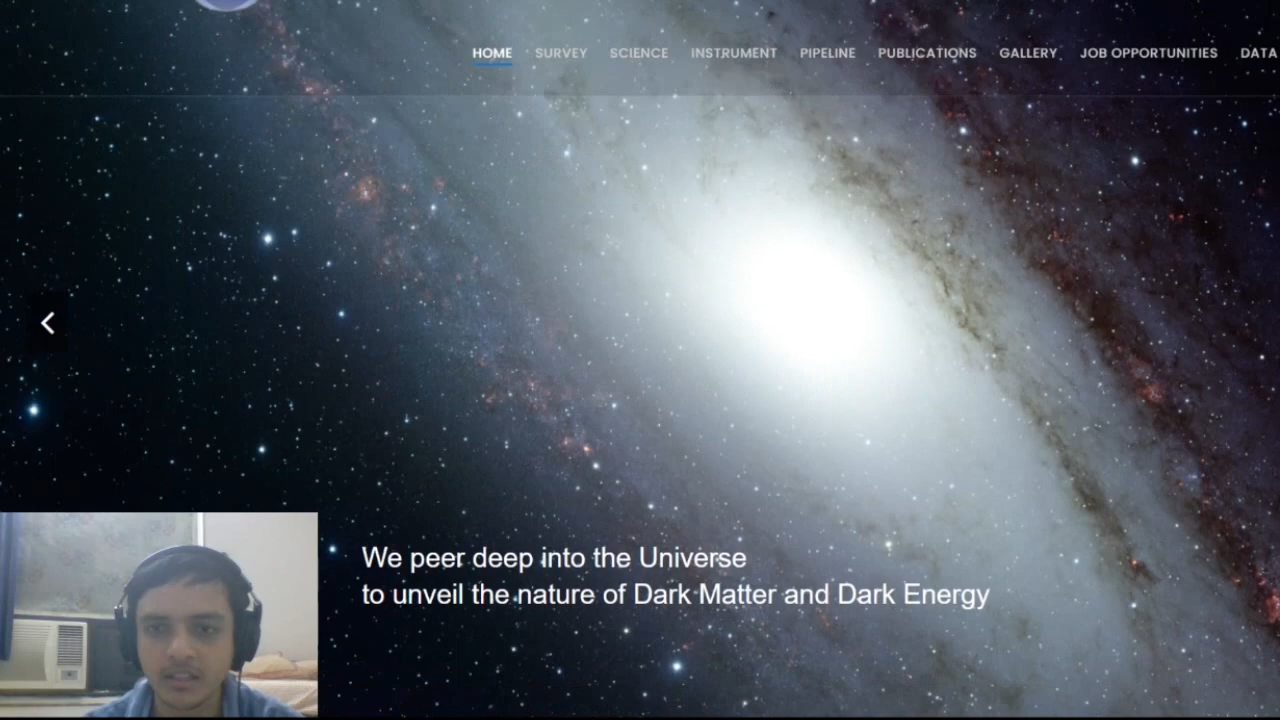 HOME SURVEY SCIENCE INSTRUMENT PIPELINE PUBLICATIONS GALLERY JOB OPPORTUNITIES DATA
We peer deep into the Universe
to unveil the nature of Dark Matter and Dark Energy